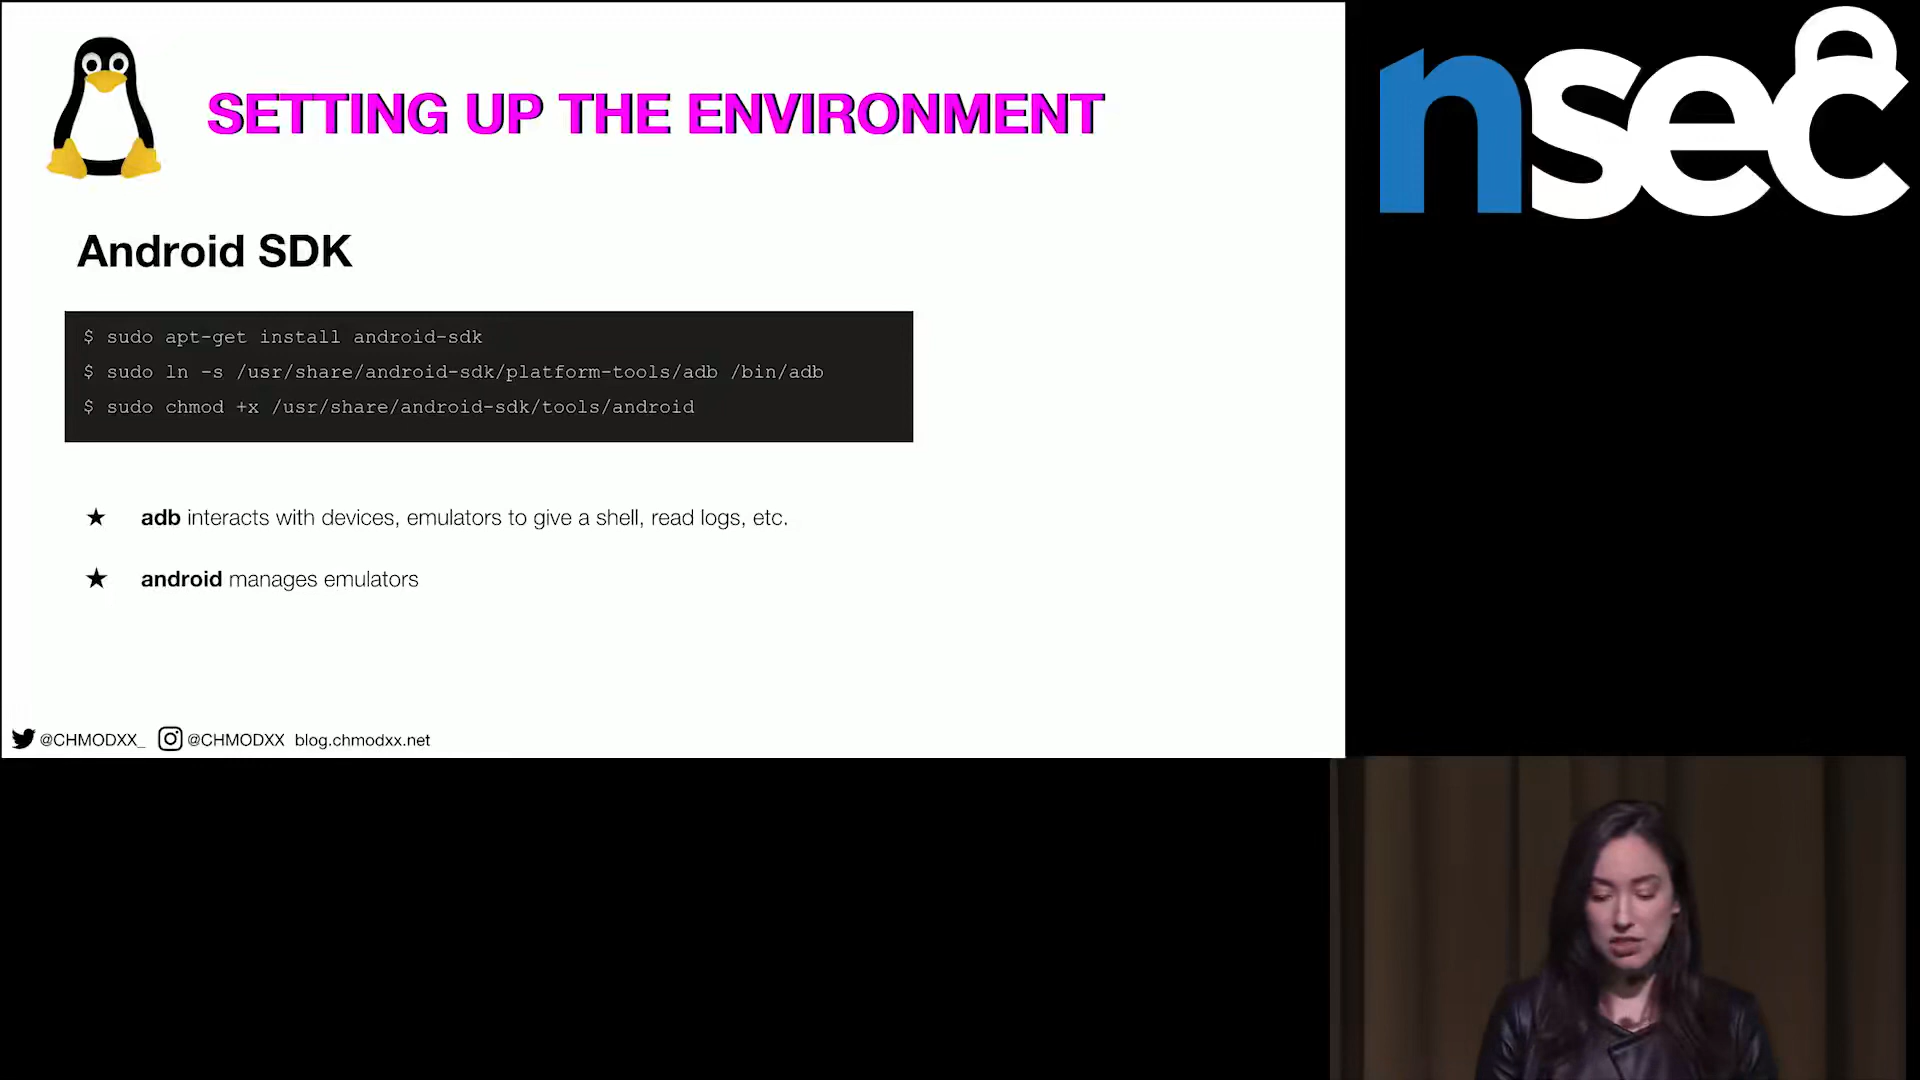 SETTING UP THE ENVIRONMENT
nsec
Android SDK
$ sudo apt-get install android-sdk
$ sudo ln -s /usr/share/android-sdk/platform-tools/adb /bin/adb
$ sudo chmod +x /usr/share/android-sdk/tools/android
★ adb interacts with devices, emulators to give a shell, read logs, etc.
★ android manages emulators
@CHMODXX_ @CHMODXX blog.chmodxx.net